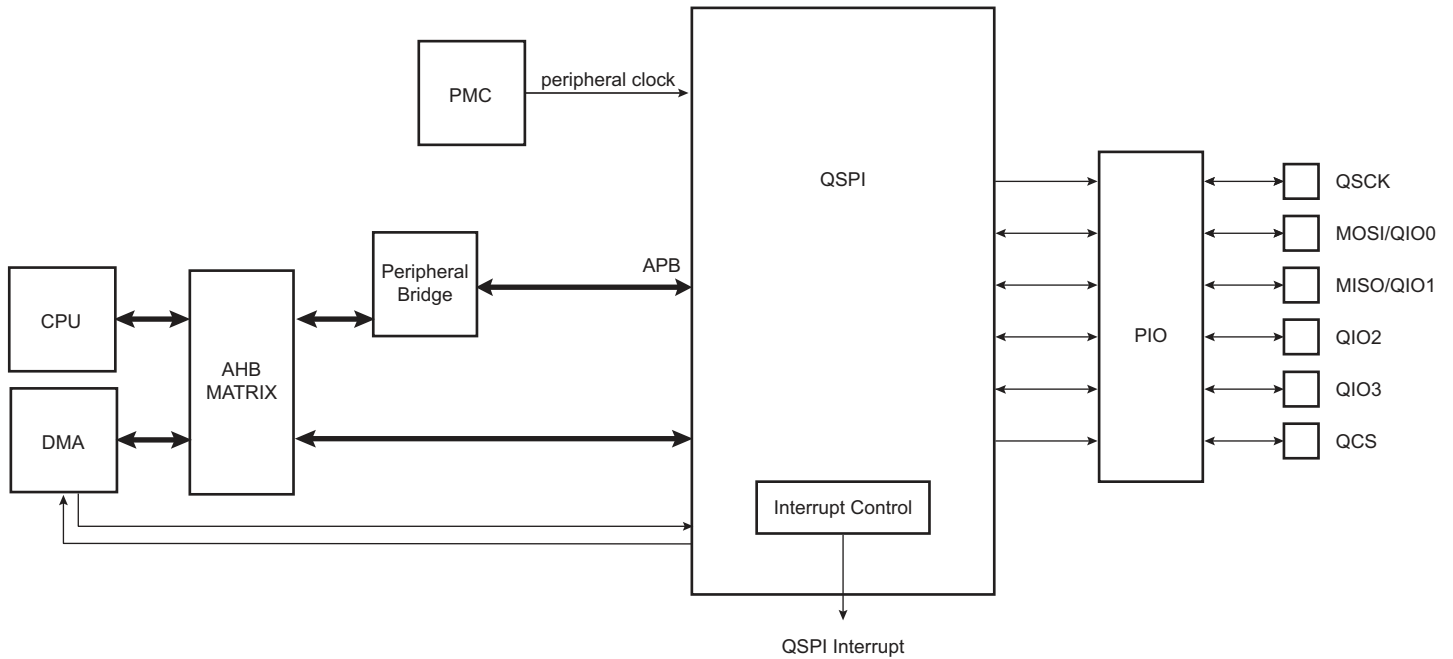 PMC
peripheral clock
QSPI
QSCK
MOSI/QIO0
MISO/QIO1
QIO2
QIO3
QCS
PIO
Peripheral
Bridge
APB
CPU
AHB
MATRIX
DMA
Interrupt Control
QSPI Interrupt